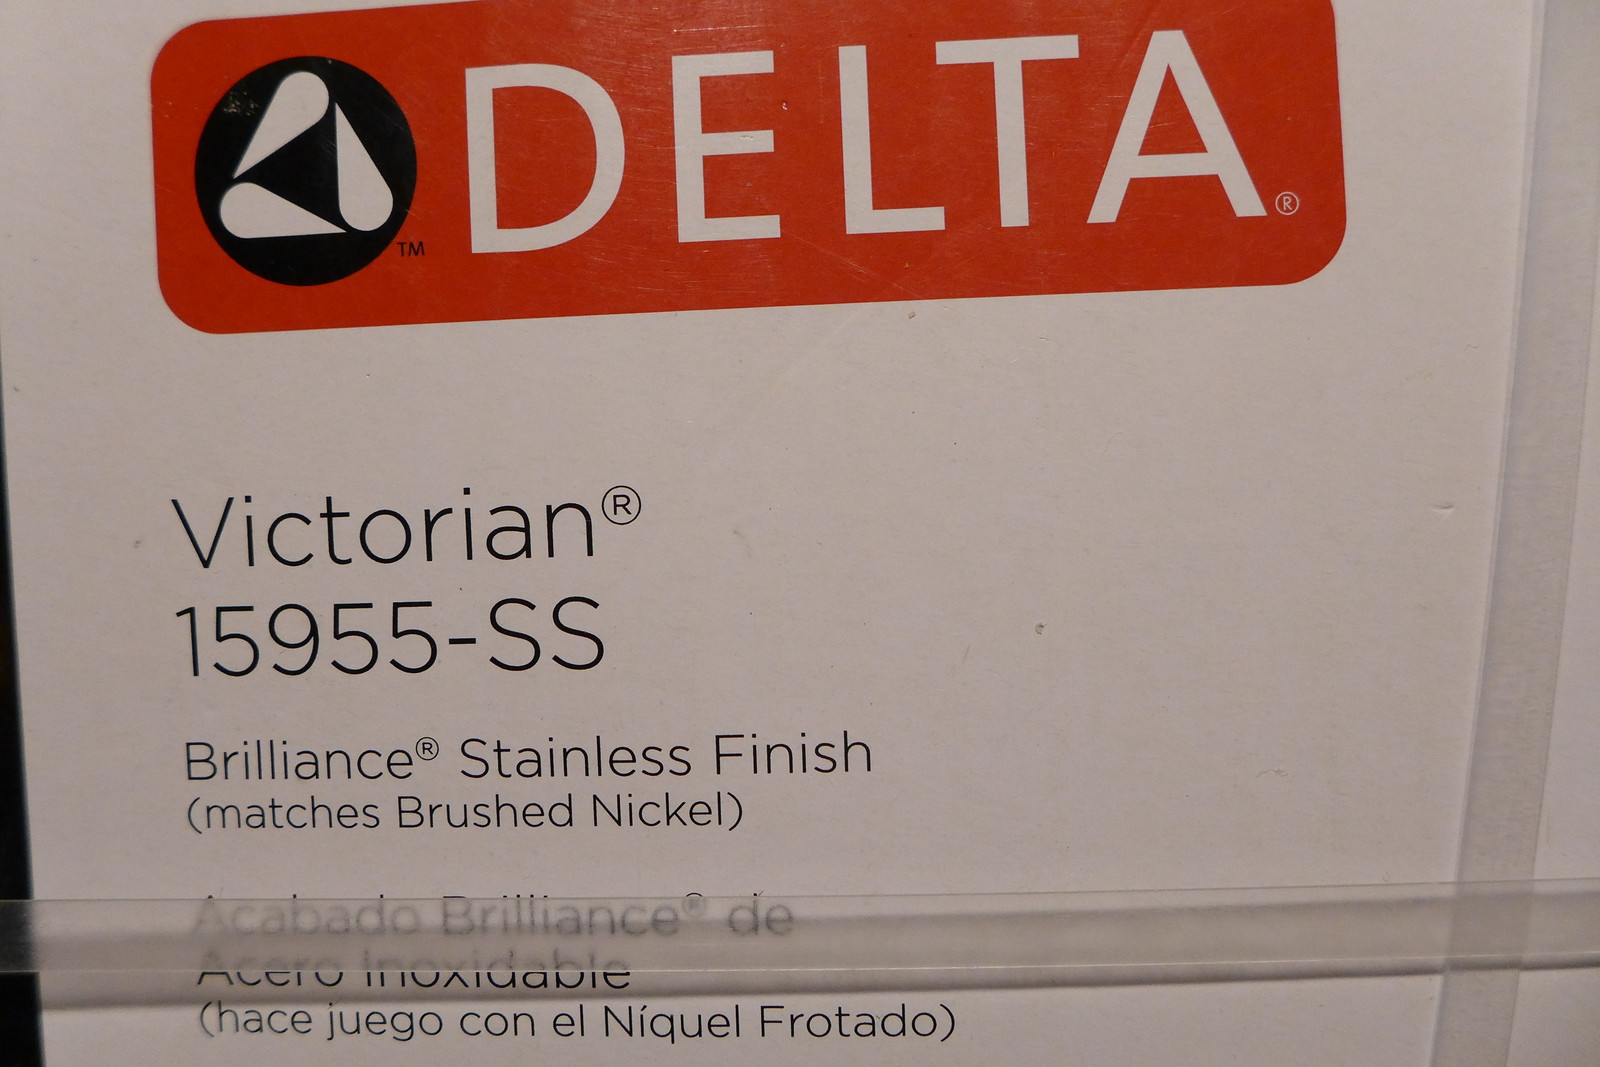 ™ DELTA®
Victorian®
15955-SS
Brilliance® Stainless Finish
(matches Brushed Nickel)
Acabado Brilliance® de
Acero Inoxidable
(hace juego con el Níquel Frotado)